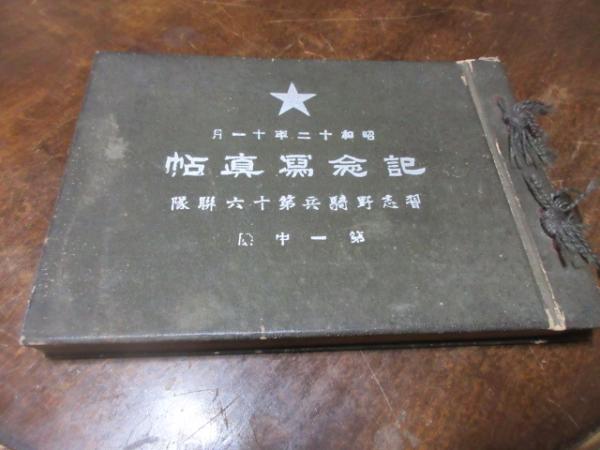 昭和十二年十一月
記念寫真帖
習志野騎兵第十六聯隊
第一中隊